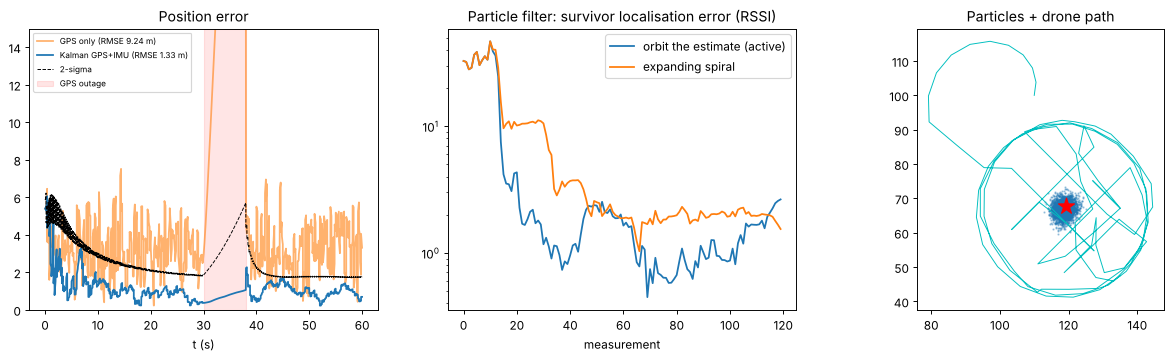 Position error
14
12
10
8
6
4
2
0
GPS only (RMSE 9.24 m)
Kalman GPS+IMU (RMSE 1.33 m)
2-sigma
GPS outage
0 10 20 30 40 50 60
t (s)
Particle filter: survivor localisation error (RSSI)
10¹
10⁰
orbit the estimate (active)
expanding spiral
0 20 40 60 80 100 120
measurement
Particles + drone path
110
100
90
80
70
60
50
40
80 100 120 140